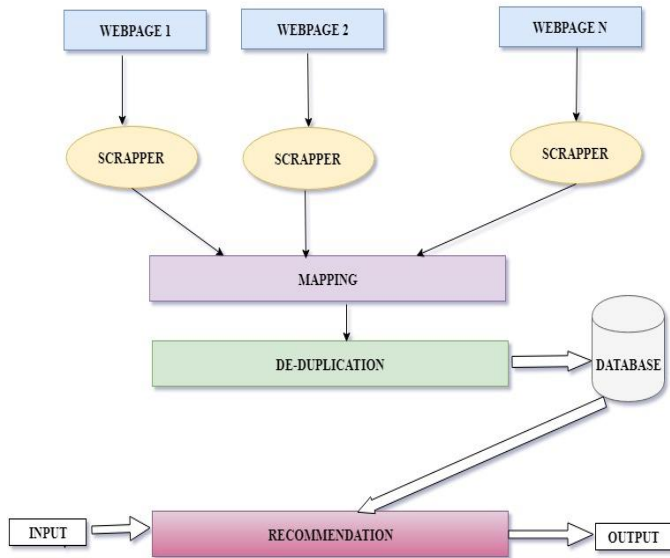 WEBPAGE 1
WEBPAGE 2
WEBPAGE N
SCRAPPER
SCRAPPER
SCRAPPER
MAPPING
DE-DUPLICATION
DATABASE
INPUT
RECOMMENDATION
OUTPUT